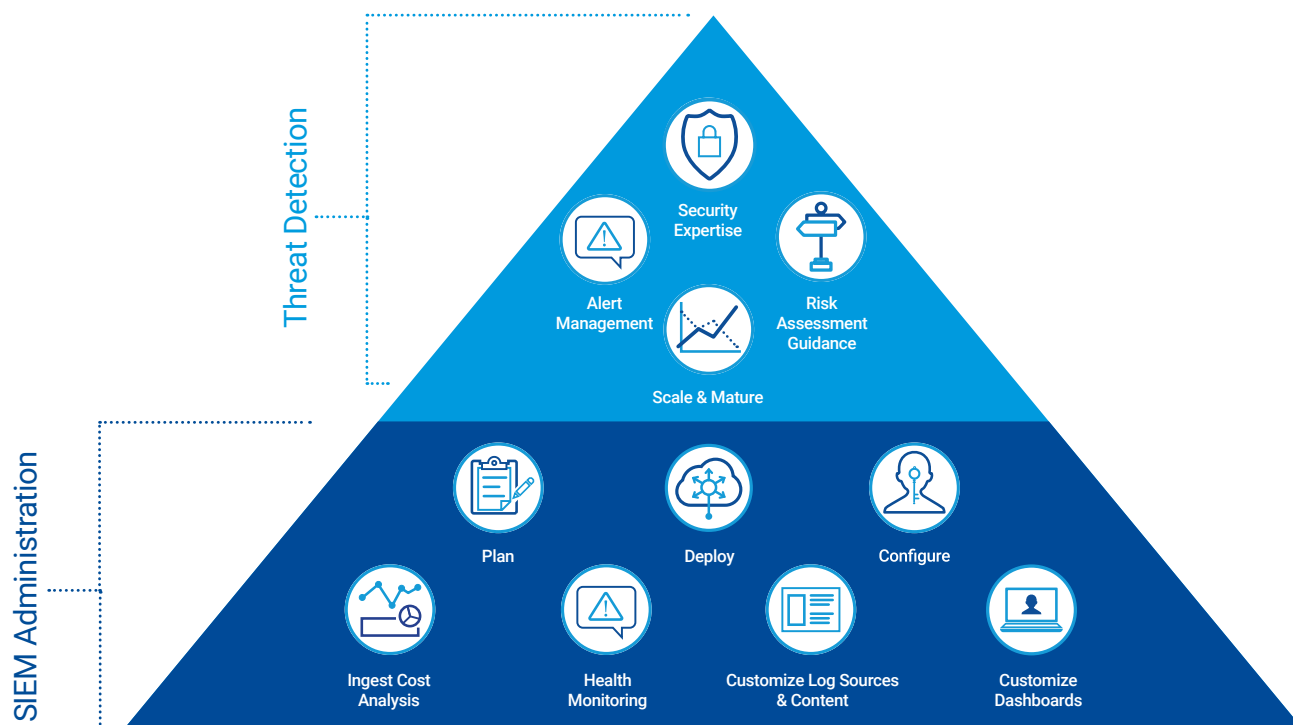 Threat Detection
Security
Expertise
Alert
Management
Risk
Assessment
Guidance
Scale & Mature
SIEM Administration
Plan
Deploy
Configure
Ingest Cost
Analysis
Health
Monitoring
Customize Log Sources
& Content
Customize
Dashboards